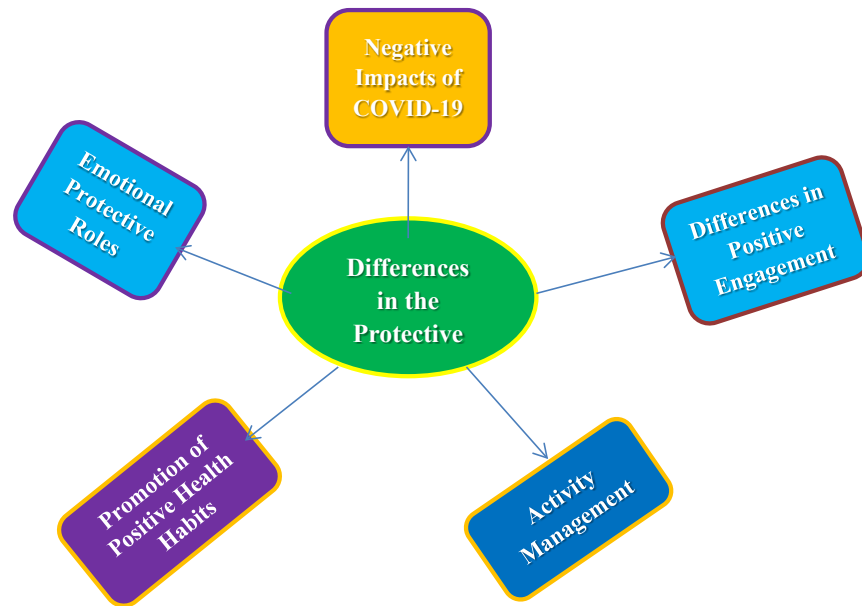 Negative
Impacts of
COVID-19
Emotional
Protective
Roles
Differences in
Positive
Engagement
Differences
in the
Protective
Promotion of
Positive Health
Habits
Activity
Management